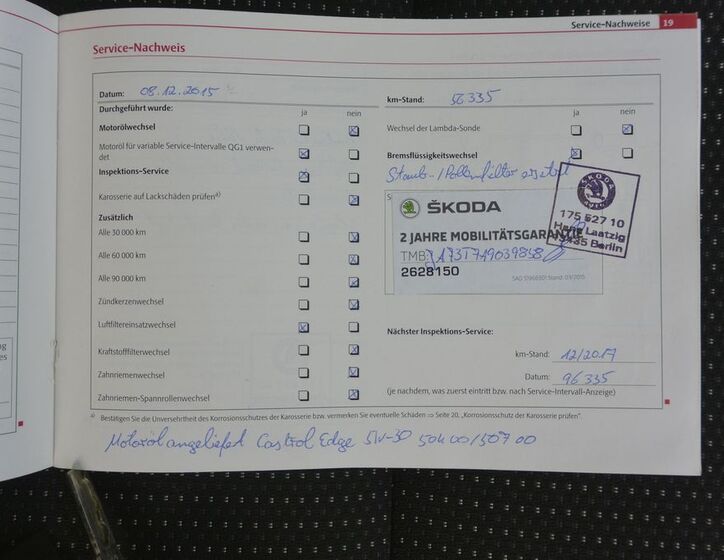 Service-Nachweise 19
Service-Nachweis
Datum: 08.12.2015
km-Stand: 56335
Durchgeführt wurde: ja nein
ja nein
Motorölwechsel
Wechsel der Lambda-Sonde
Motoröl für variable Service-Intervalle QG1 verwen-
det
Bremsflüssigkeitswechsel
Inspektions-Service
Staub-/Pollenfilter ersetzt
Karosserie auf Lackschäden prüfen a)
Zusätzlich
Alle 30 000 km
Alle 60 000 km
Alle 90 000 km
Zündkerzenwechsel
Luftfiltereinsatzwechsel
Kraftstofffilterwechsel
Zahnriemenwechsel
Zahnriemen-Spannrollenwechsel
ŠKODA
2 JAHRE MOBILITÄTSGARANTIE
TMB:
2628150
SKODA
AUTO
175 527 10
Hans Laatzig
Berlin
Nächster Inspektions-Service:
km-Stand: 12/2017
Datum: 96335
(je nachdem, was zuerst eintritt bzw. nach Service-Intervall-Anzeige)
a) Bestätigen Sie die Unversehrtheit des Korrosionsschutzes der Karosserie bzw. vermerken Sie eventuelle Schäden ⇒ Seite 20, „Korrosionsschutz der Karosserie prüfen“.
Motoröl angeliefert Castrol Edge 5W-30 504 00/507 00